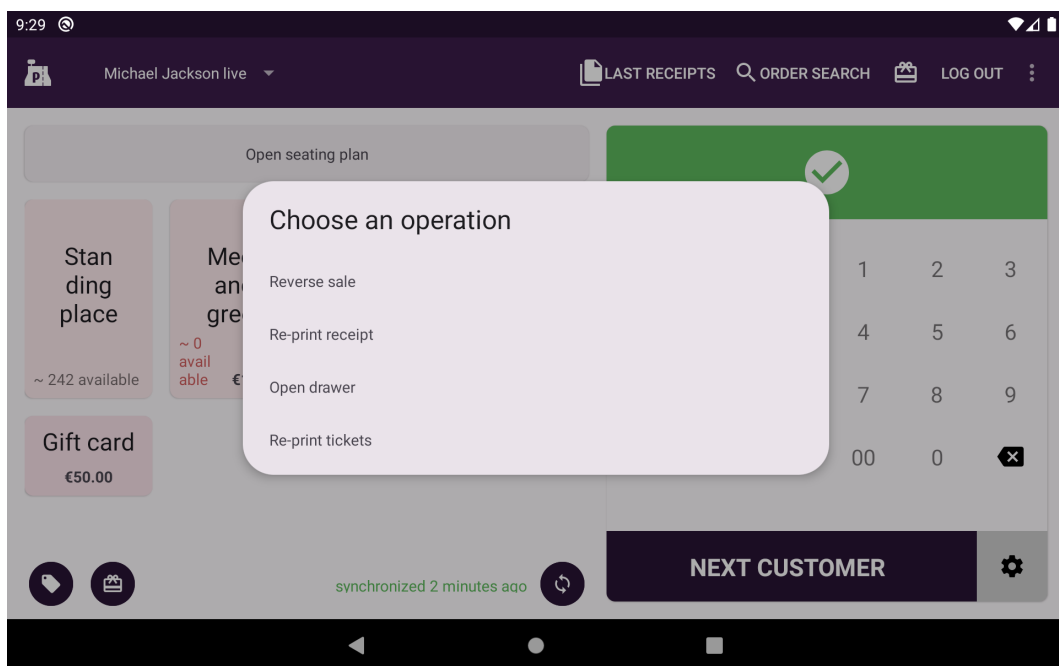 9:29
Michael Jackson live
LAST RECEIPTS
ORDER SEARCH
LOG OUT
Open seating plan
Stan
ding
place
~ 242 available
~ 0
avail
able
Gift card
€50.00
Choose an operation
Reverse sale
Re-print receipt
Open drawer
Re-print tickets
1 2 3
4 5 6
7 8 9
00 0
synchronized 2 minutes ago
NEXT CUSTOMER